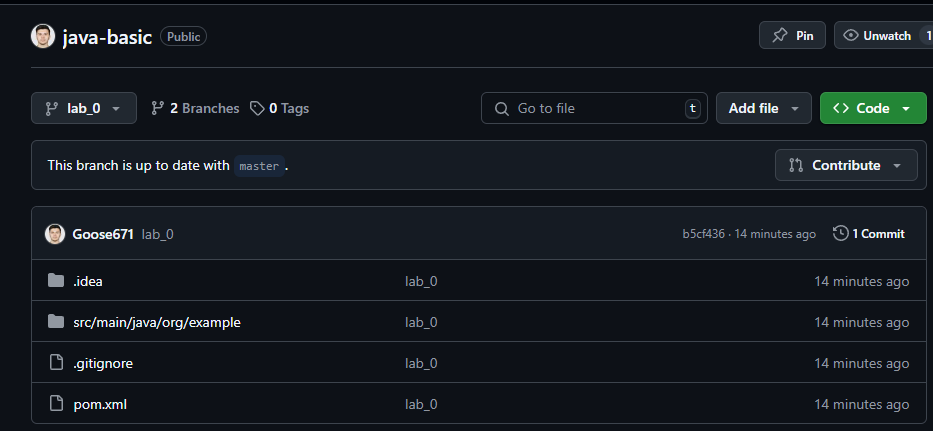 java-basic Public Pin Unwatch 1
lab_0 2 Branches 0 Tags Go to file t Add file Code
This branch is up to date with master. Contribute
Goose671 lab_0 b5cf436 · 14 minutes ago 1 Commit
.idea lab_0 14 minutes ago
src/main/java/org/example lab_0 14 minutes ago
.gitignore lab_0 14 minutes ago
pom.xml lab_0 14 minutes ago